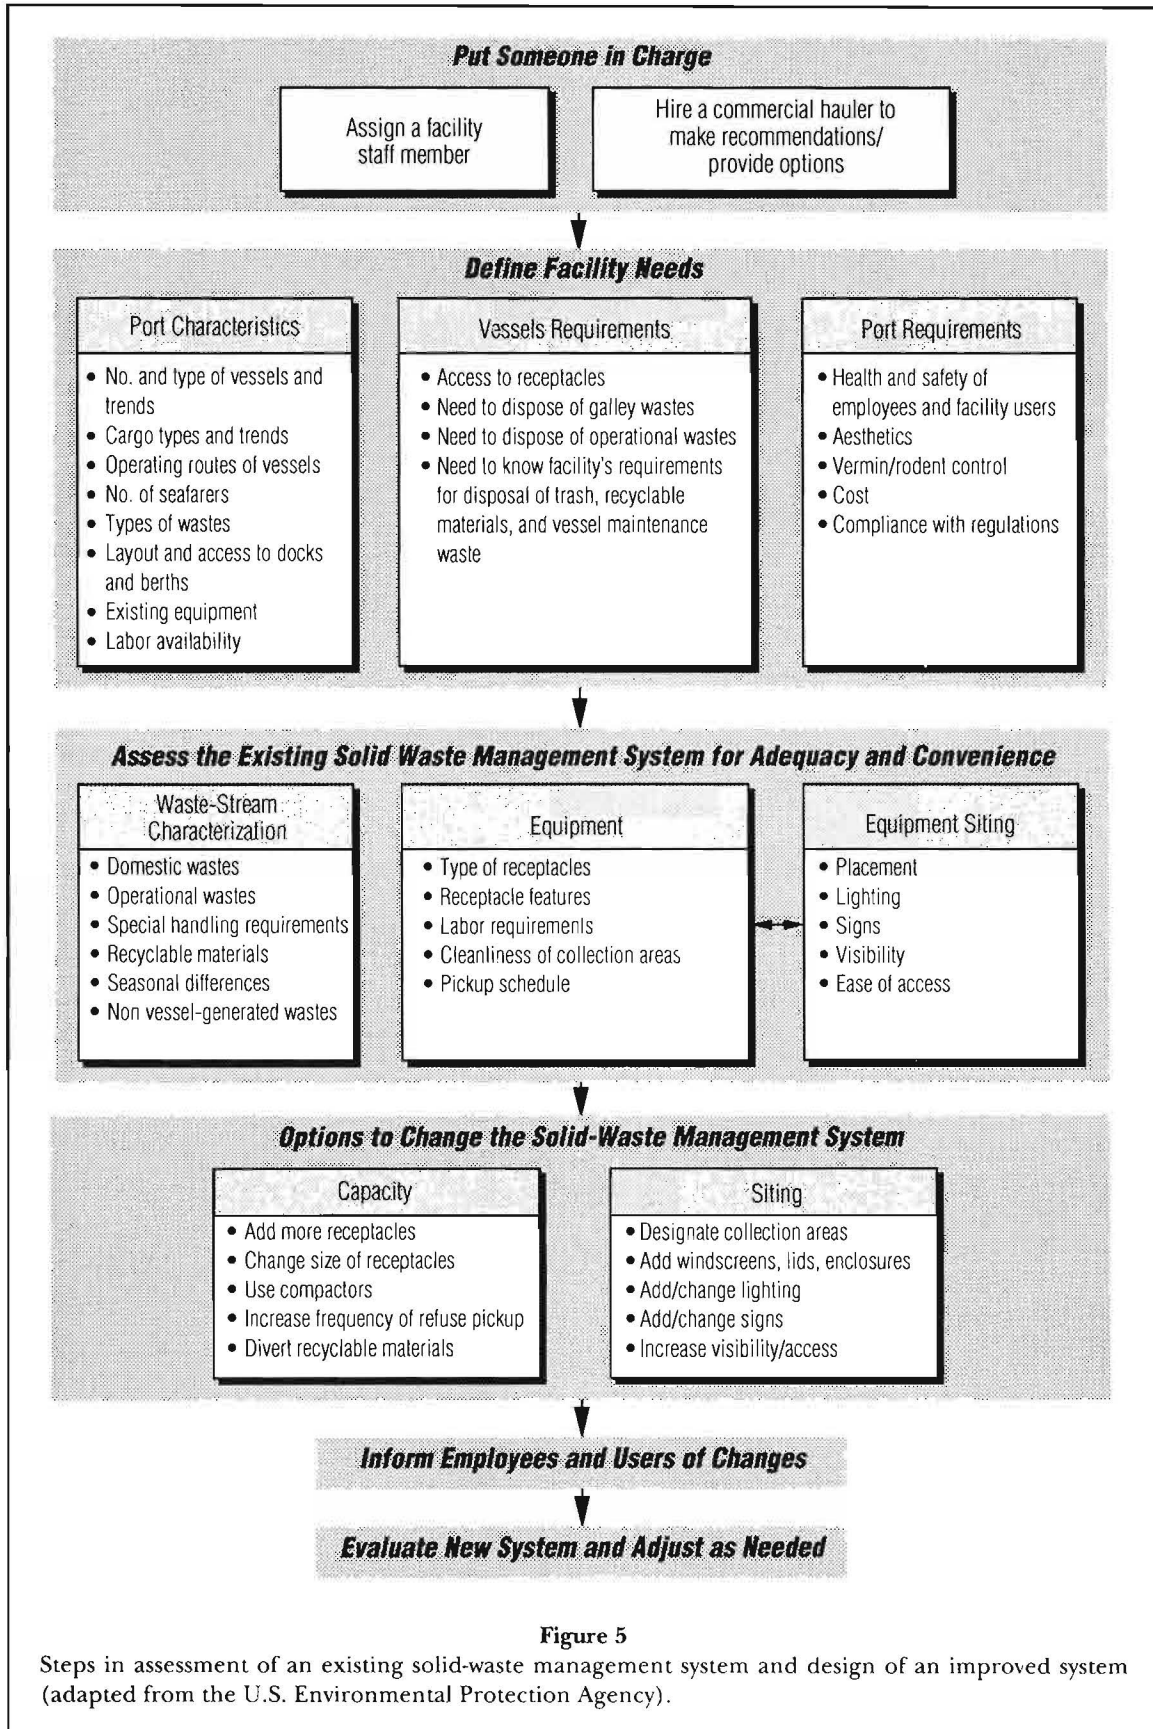 Put Someone in Charge
Assign a facility
staff member
Hire a commercial hauler to
make recommendations/
provide options
Define Facility Needs
Port Characteristics
• No. and type of vessels and
trends
• Cargo types and trends
• Operating routes of vessels
• No. of seafarers
• Types of wastes
• Layout and access to docks
and berths
• Existing equipment
• Labor availability
Vessels Requirements
• Access to receptacles
• Need to dispose of galley wastes
• Need to dispose of operational wastes
• Need to know facility's requirements
for disposal of trash, recyclable
materials, and vessel maintenance
waste
Port Requirements
• Health and safety of
employees and facility users
• Aesthetics
• Vermin/rodent control
• Cost
• Compliance with regulations
Assess the Existing Solid Waste Management System for Adequacy and Convenience
Waste-Stream
Characterization
• Domestic wastes
• Operational wastes
• Special handling requirements
• Recyclable materials
• Seasonal differences
• Non vessel-generated wastes
Equipment
• Type of receptacles
• Receptacle features
• Labor requirements
• Cleanliness of collection areas
• Pickup schedule
Equipment Siting
• Placement
• Lighting
• Signs
• Visibility
• Ease of access
Options to Change the Solid-Waste Management System
Capacity
• Add more receptacles
• Change size of receptacles
• Use compactors
• Increase frequency of refuse pickup
• Divert recyclable materials
Siting
• Designate collection areas
• Add windscreens, lids, enclosures
• Add/change lighting
• Add/change signs
• Increase visibility/access
Inform Employees and Users of Changes
Evaluate New System and Adjust as Needed
Figure 5
Steps in assessment of an existing solid-waste management system and design of an improved system
(adapted from the U.S. Environmental Protection Agency).